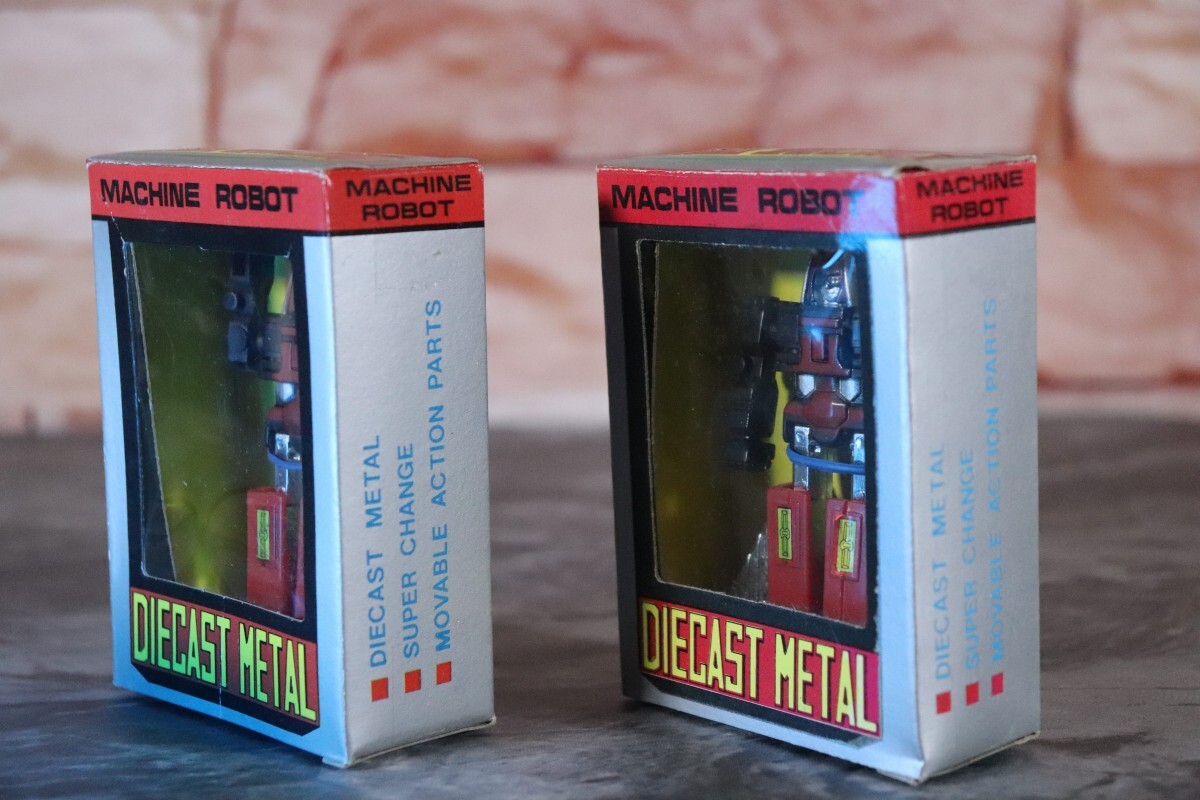 MACHINE ROBOT
MACHINE
ROBOT
DIECAST METAL
SUPER CHANGE
MOVABLE ACTION PARTS
DIECAST METAL
MACHINE ROBOT
MACHINE
ROBOT
DIECAST METAL
SUPER CHANGE
MOVABLE ACTION PARTS
DIECAST METAL